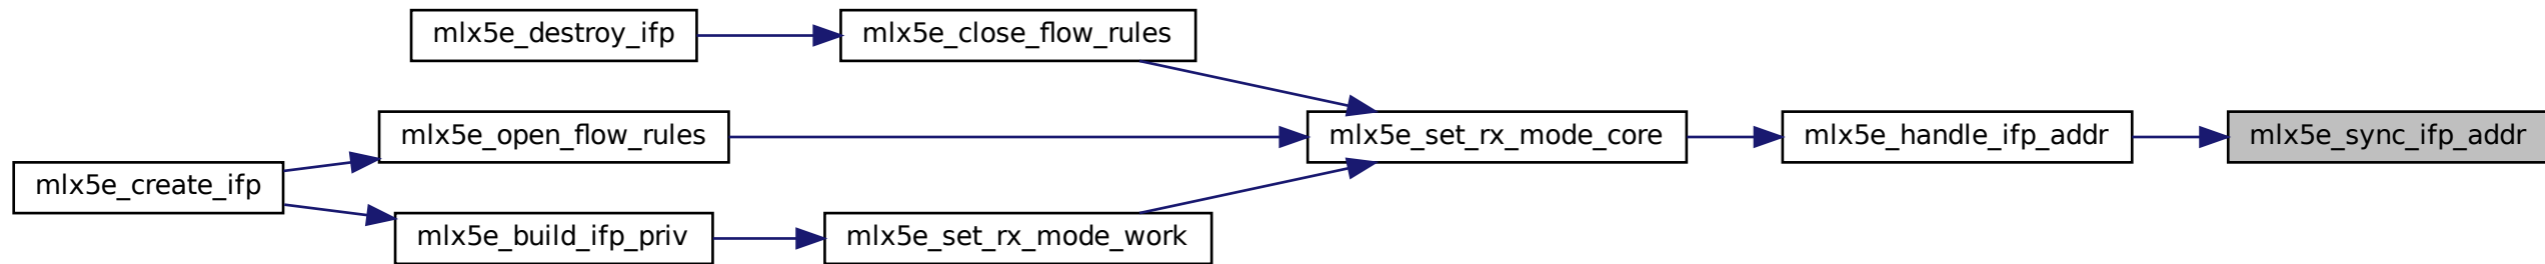 mlx5e_destroy_ifp
mlx5e_close_flow_rules
mlx5e_open_flow_rules
mlx5e_set_rx_mode_core
mlx5e_handle_ifp_addr
mlx5e_sync_ifp_addr
mlx5e_create_ifp
mlx5e_build_ifp_priv
mlx5e_set_rx_mode_work